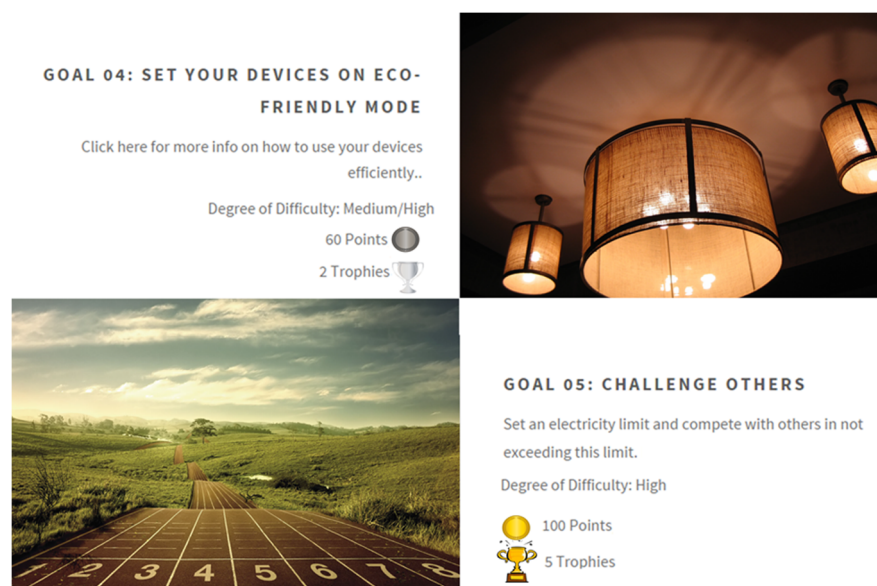 GOAL 04: SET YOUR DEVICES ON ECO-
FRIENDLY MODE
Click here for more info on how to use your devices
efficiently..
Degree of Difficulty: Medium/High
60 Points
2 Trophies
1 2 3 4 5 6 7 8
GOAL 05: CHALLENGE OTHERS
Set an electricity limit and compete with others in not
exceeding this limit.
Degree of Difficulty: High
100 Points
5 Trophies